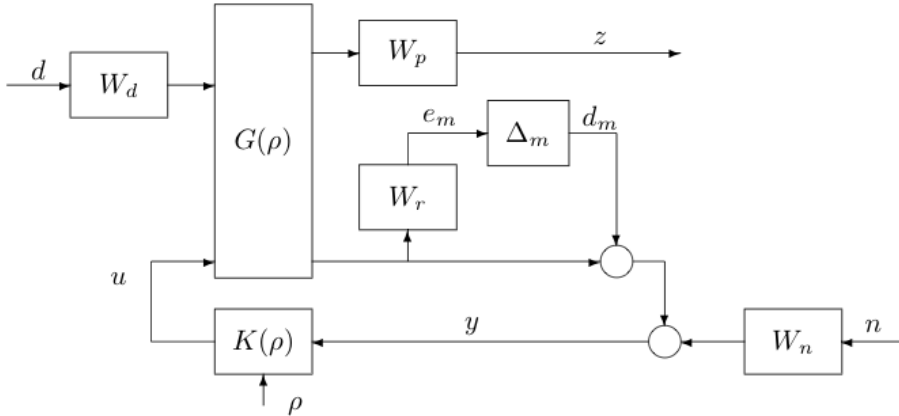 d
W_d
G(ρ)
W_p
z
e_m
Δ_m
d_m
W_r
u
K(ρ)
y
W_n
n
ρ